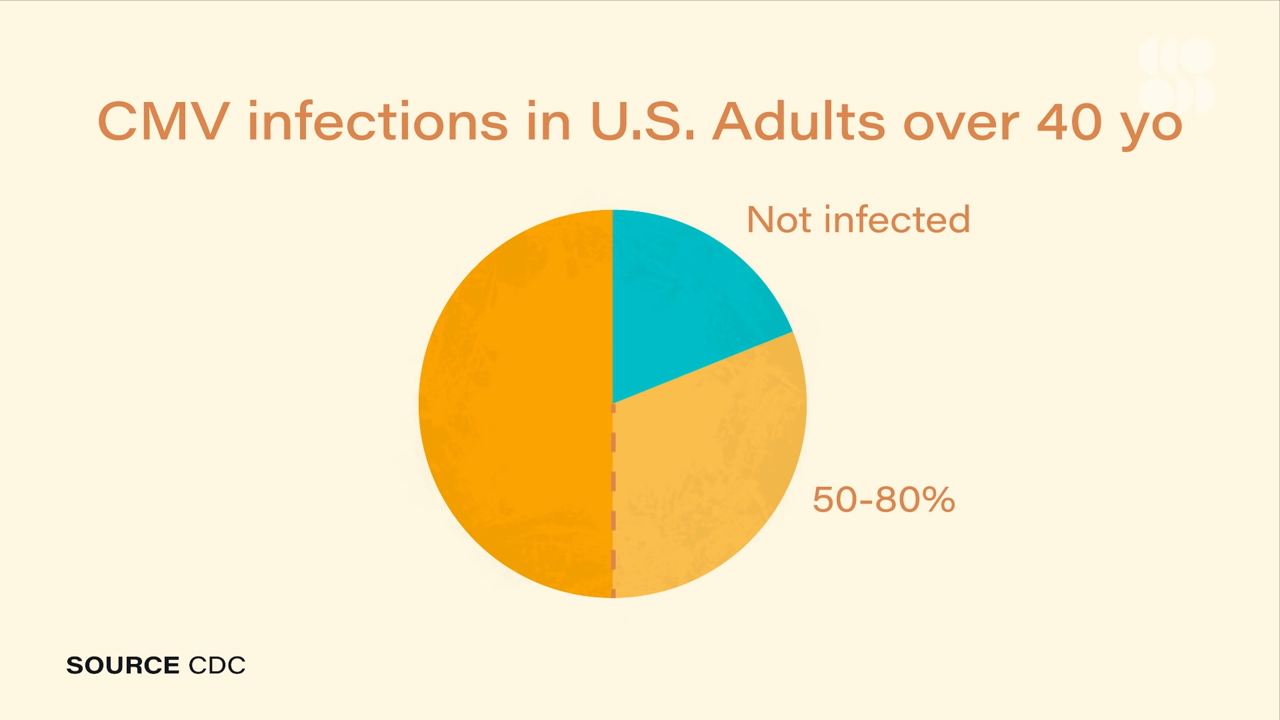 CMV infections in U.S. Adults over 40 yo
Not infected
50-80%
SOURCE CDC